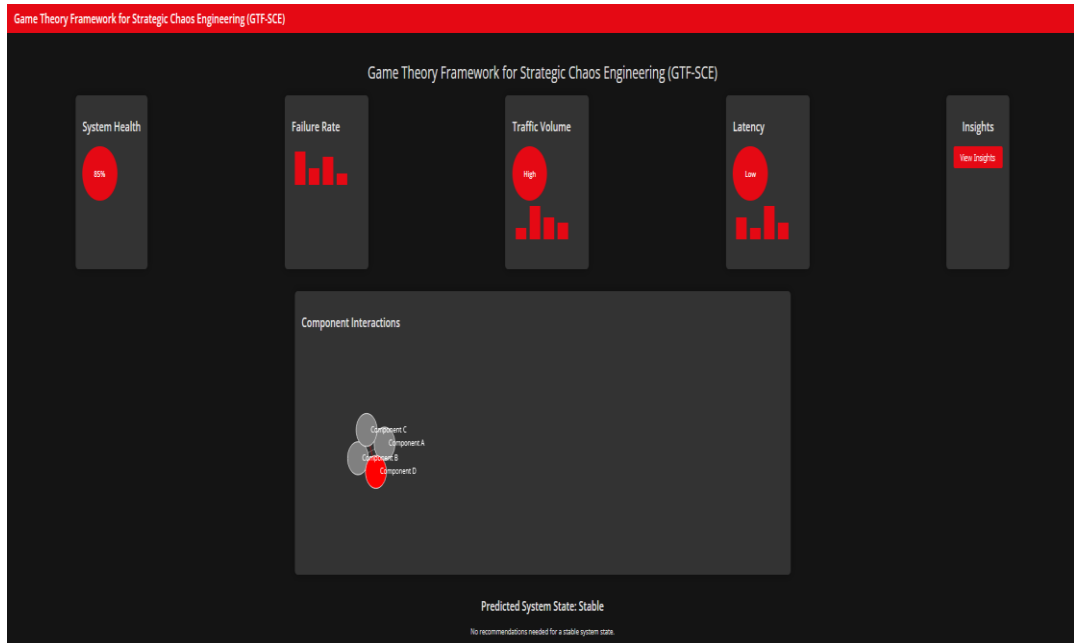 Game Theory Framework for Strategic Chaos Engineering (GTF-SCE)
Game Theory Framework for Strategic Chaos Engineering (GTF-SCE)
System Health
85%
Failure Rate
Traffic Volume
High
Latency
Low
Insights
View Insights
Component Interactions
Component C
Component A
Component B
Component D
Predicted System State: Stable
No recommendations needed for a stable system state.